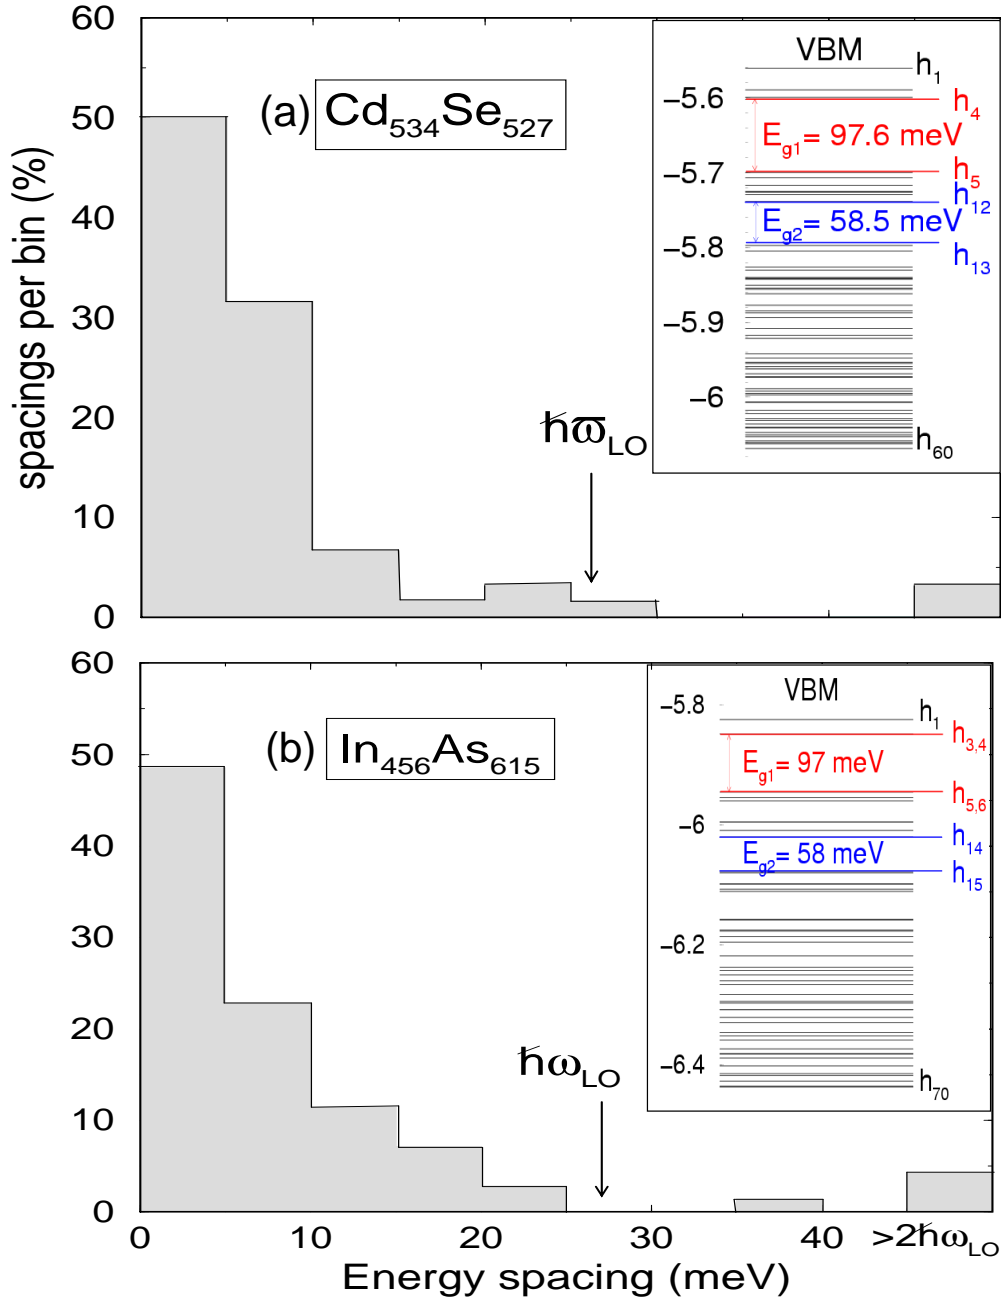 60
50
40
30
20
10
0
spacings per bin (%)
(a) Cd534Se527
ħϖLO
VBM
h1
−5.6
h4
Eg1= 97.6 meV
−5.7
h5
h12
Eg2= 58.5 meV
−5.8
h13
−5.9
−6
h60
60
50
40
30
20
10
0
(b) In456As615
ħωLO
VBM
−5.8
h1
h3,4
Eg1= 97 meV
h5,6
−6
h14
Eg2= 58 meV
h15
−6.2
−6.4
h70
0 10 20 30 40 >2ħωLO
Energy spacing (meV)